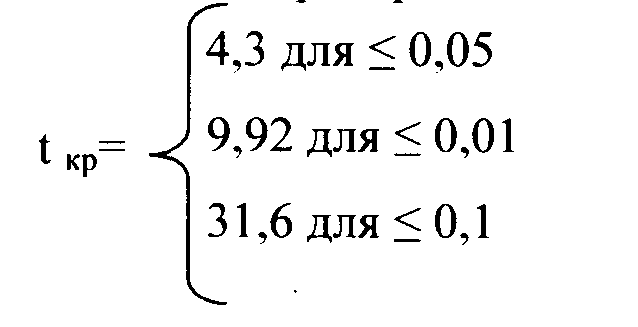 4,3 для ≤ 0,05
t кр= 9,92 для ≤ 0,01
31,6 для ≤ 0,1